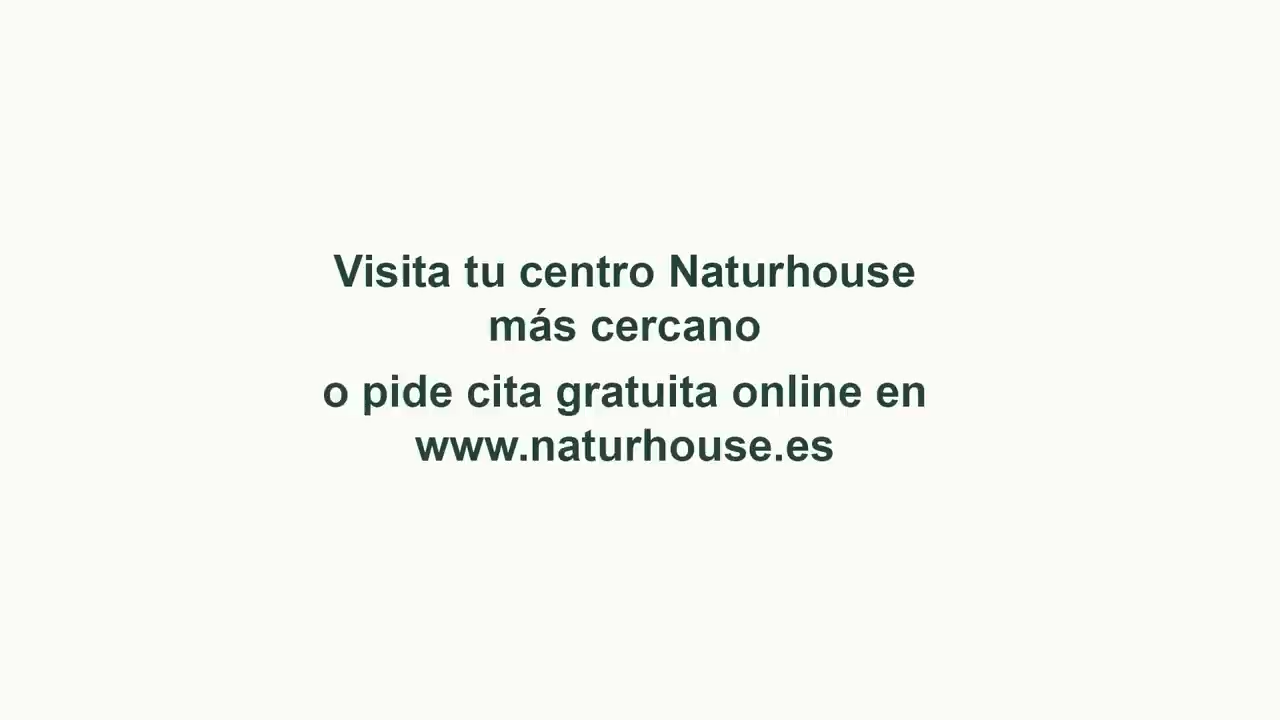 Visita tu centro Naturhouse
más cercano
o pide cita gratuita online en
www.naturhouse.es